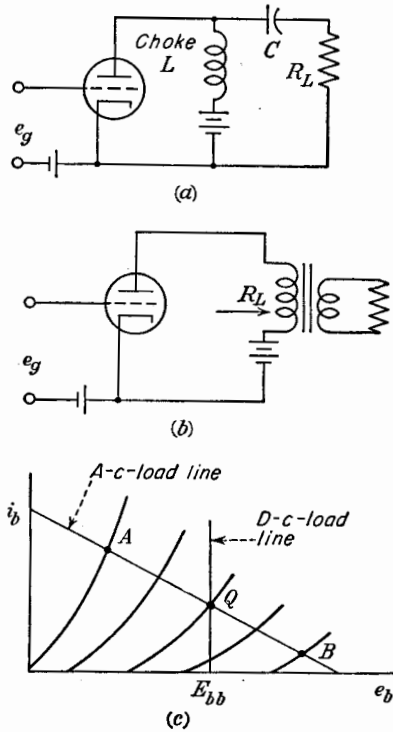 Choke
L
C
R_L
e_g
(a)
R_L
e_g
(b)
A-c-load line
D-c-load
line
i_b
A
Q
B
E_bb
e_b
(c)